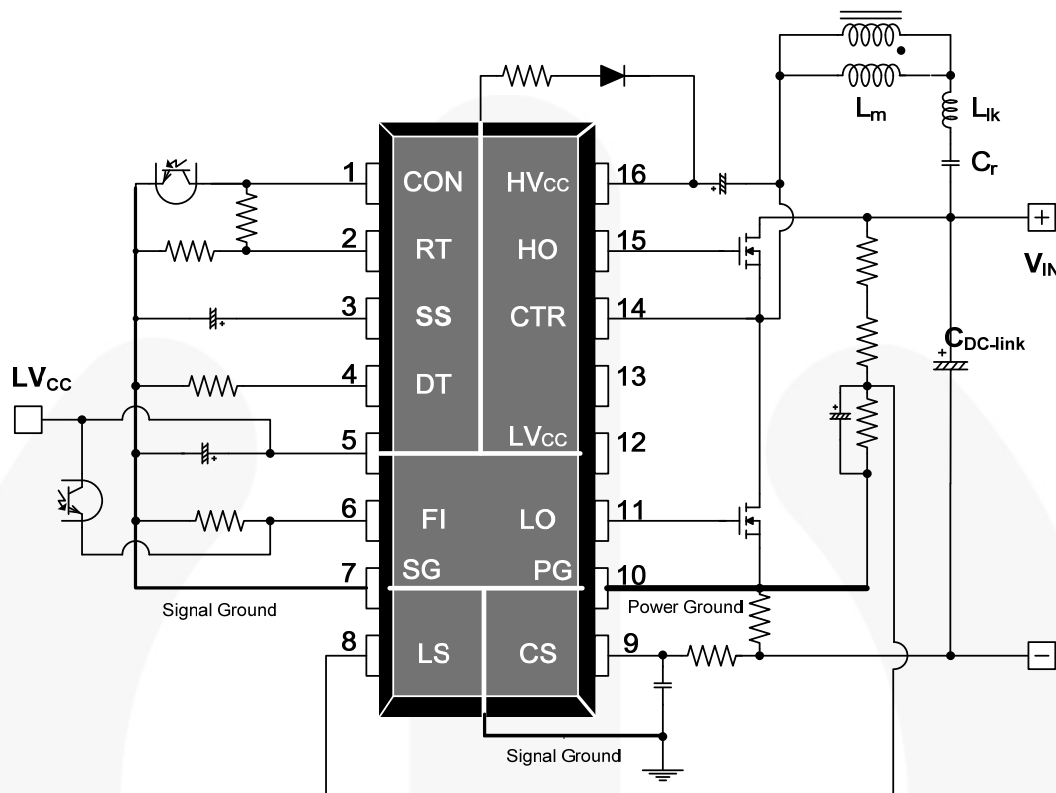 Lm
Llk
Cr
1
CON
HVCC
16
2
RT
HO
15
+
VIN
3
SS
CTR
14
CDC-link
+
LVCC
4
DT
13
+
+
+
+
5
LVCC
12
6
FI
LO
11
7
SG
PG
10
Signal Ground
Power Ground
8
LS
CS
9
−
Signal Ground